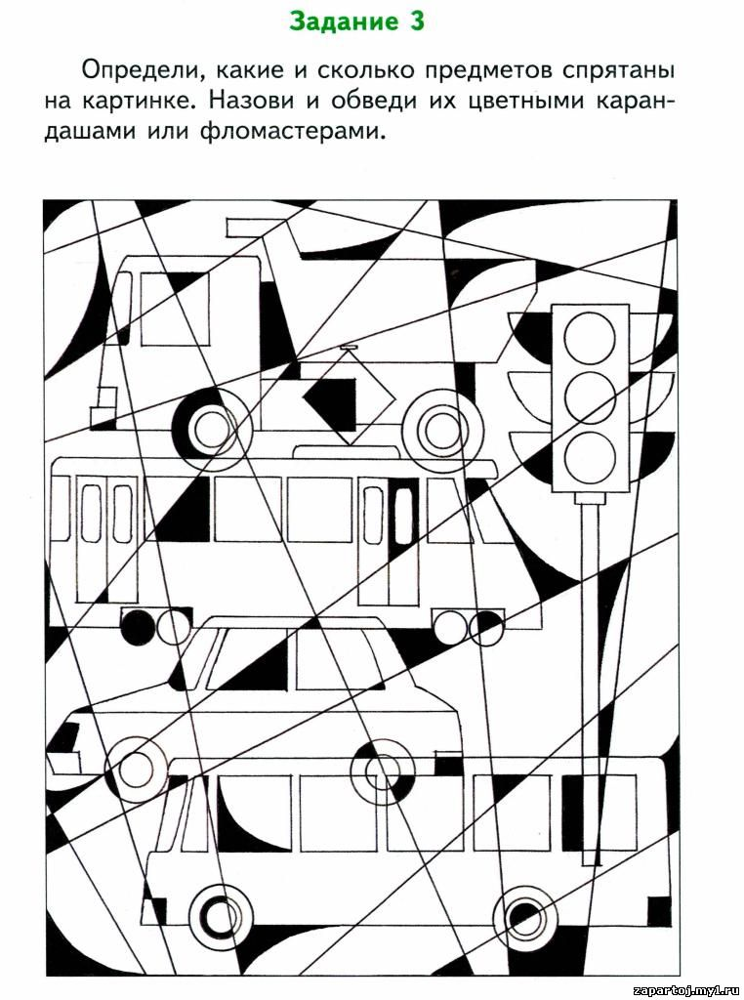 Задание 3
Определи, какие и сколько предметов спрятаны
на картинке. Назови и обведи их цветными каран-
дашами или фломастерами.
zapartoj.my1.ru